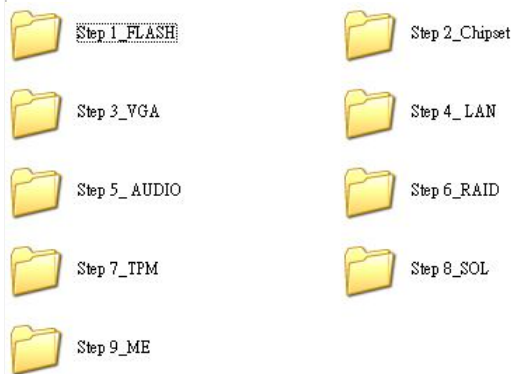 Step 1_FLASH
Step 2_Chipset
Step 3_VGA
Step 4_ LAN
Step 5_ AUDIO
Step 6_RAID
Step 7_TPM
Step 8_SOL
Step 9_ME